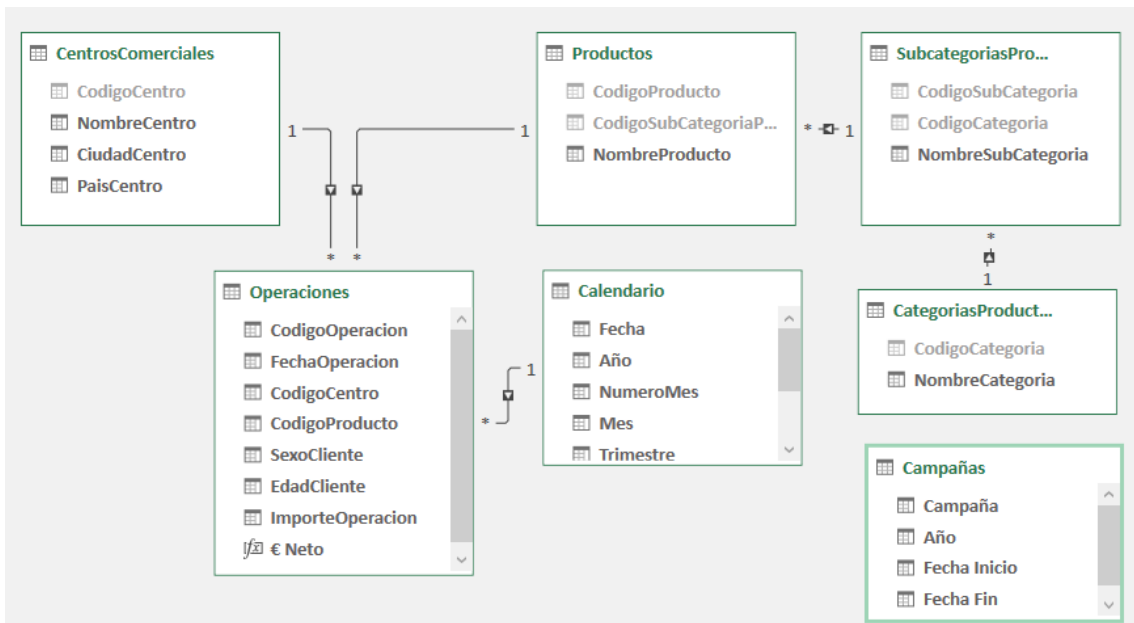 CentrosComerciales
CodigoCentro
NombreCentro
CiudadCentro
PaisCentro
1
1
Productos
CodigoProducto
CodigoSubCategoriaP...
NombreProducto
* 1
SubcategoriasPro...
CodigoSubCategoria
CodigoCategoria
NombreSubCategoria
* *
*
1
Operaciones
CodigoOperacion
FechaOperacion
CodigoCentro
CodigoProducto
SexoCliente
EdadCliente
ImporteOperacion
fx € Neto
* 1
Calendario
Fecha
Año
NumeroMes
Mes
Trimestre
CategoriasProduct...
CodigoCategoria
NombreCategoria
Campañas
Campaña
Año
Fecha Inicio
Fecha Fin